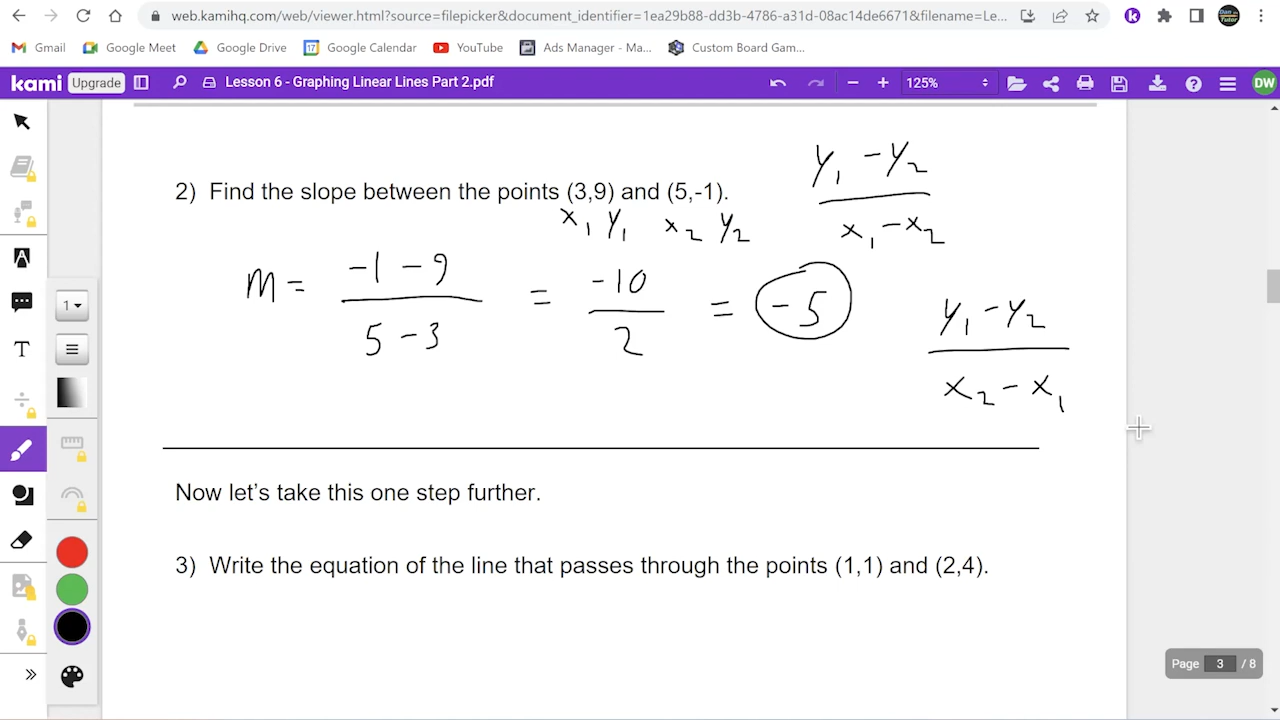 web.kamihq.com/web/viewer.html?source=filepicker&document_identifier=1ea29b88-dd3b-4786-a31d-08ac14de6671&filename=Le...
Gmail Google Meet Google Drive 17 Google Calendar YouTube Ads Manager - Ma... Custom Board Gam...
kami Upgrade Lesson 6 - Graphing Linear Lines Part 2.pdf 125% DW
y₁ - y₂
2) Find the slope between the points (3,9) and (5,-1).
x₁ - x₂
x₁ y₁ x₂ y₂
m = -1 - 9 = -10 = -5
5 - 3 2
y₁ - y₂
x₂ - x₁
1
T
Now let's take this one step further.
3) Write the equation of the line that passes through the points (1,1) and (2,4).
Page 3 / 8